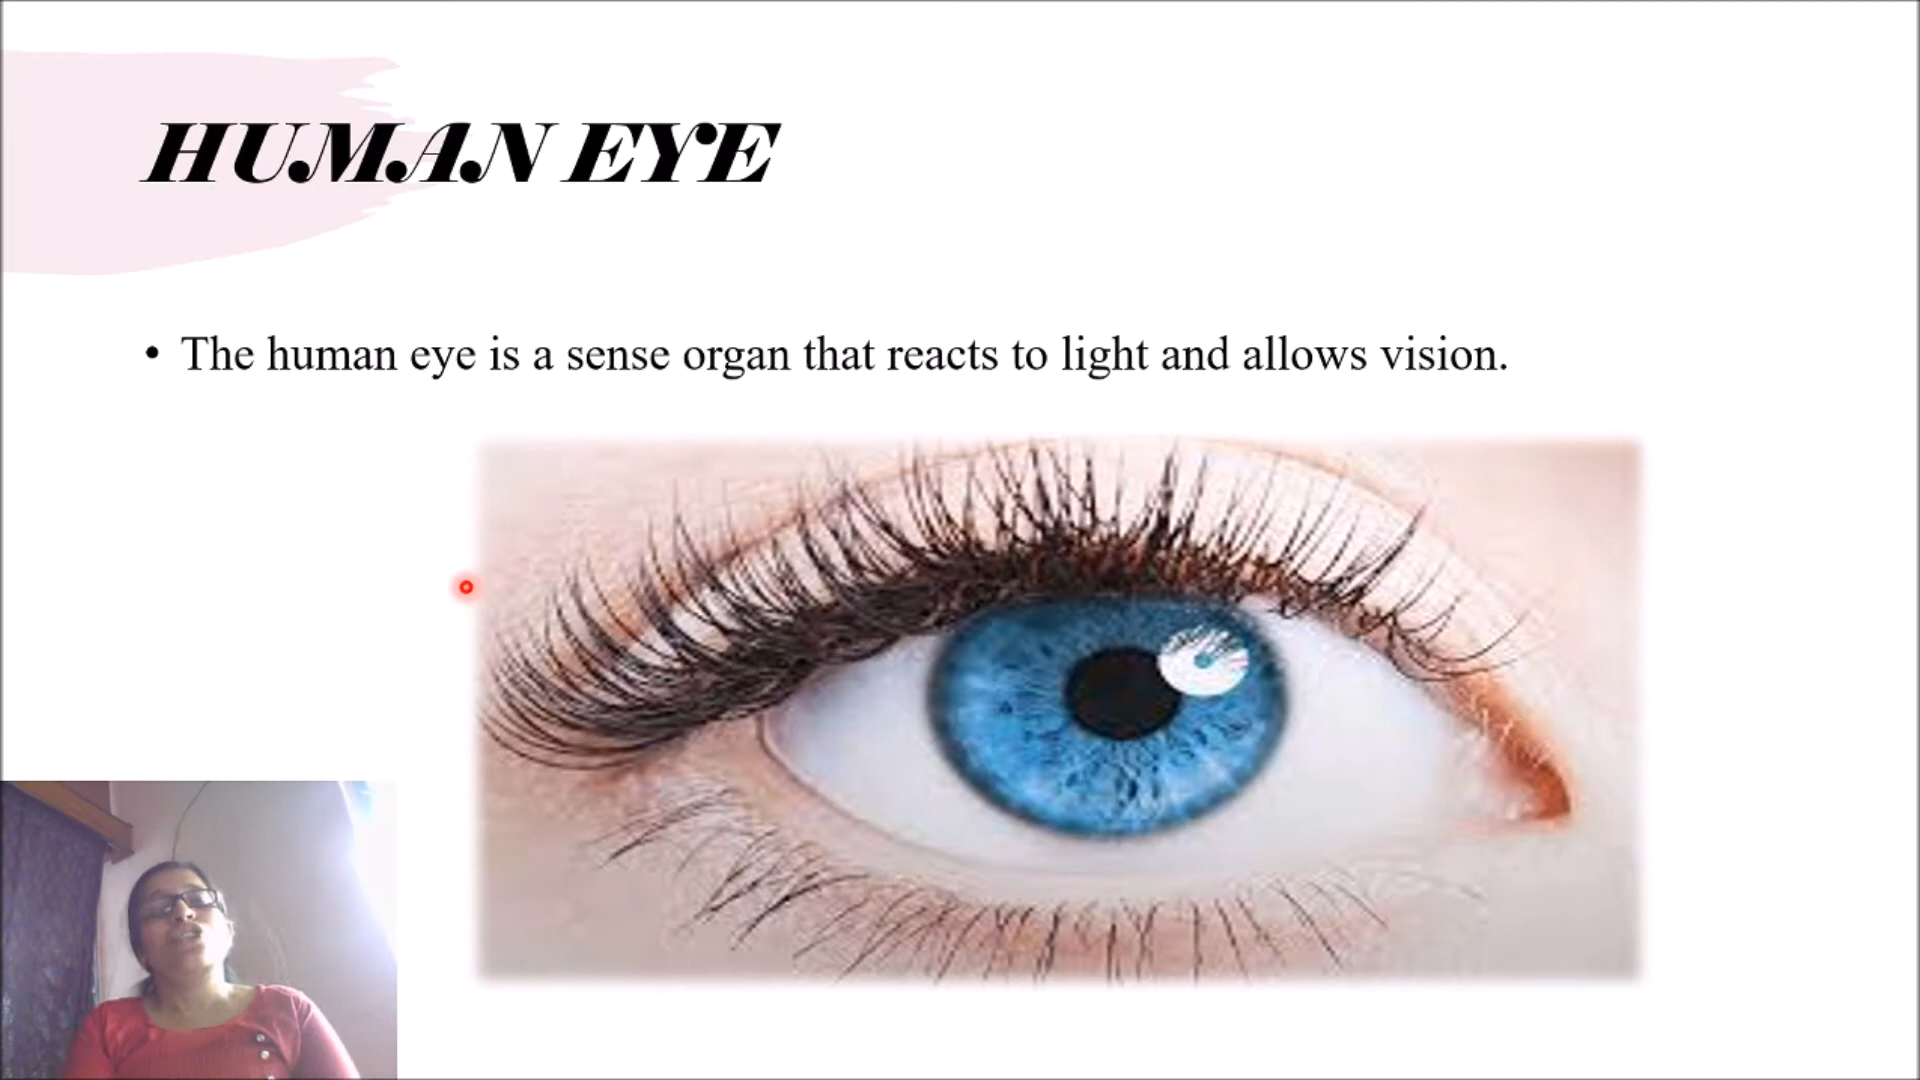 HUMAN EYE
• The human eye is a sense organ that reacts to light and allows vision.